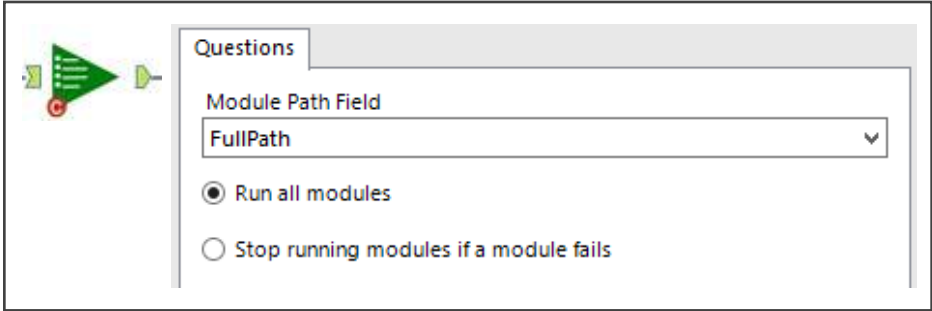 Questions
Module Path Field
FullPath
Run all modules
Stop running modules if a module fails
C